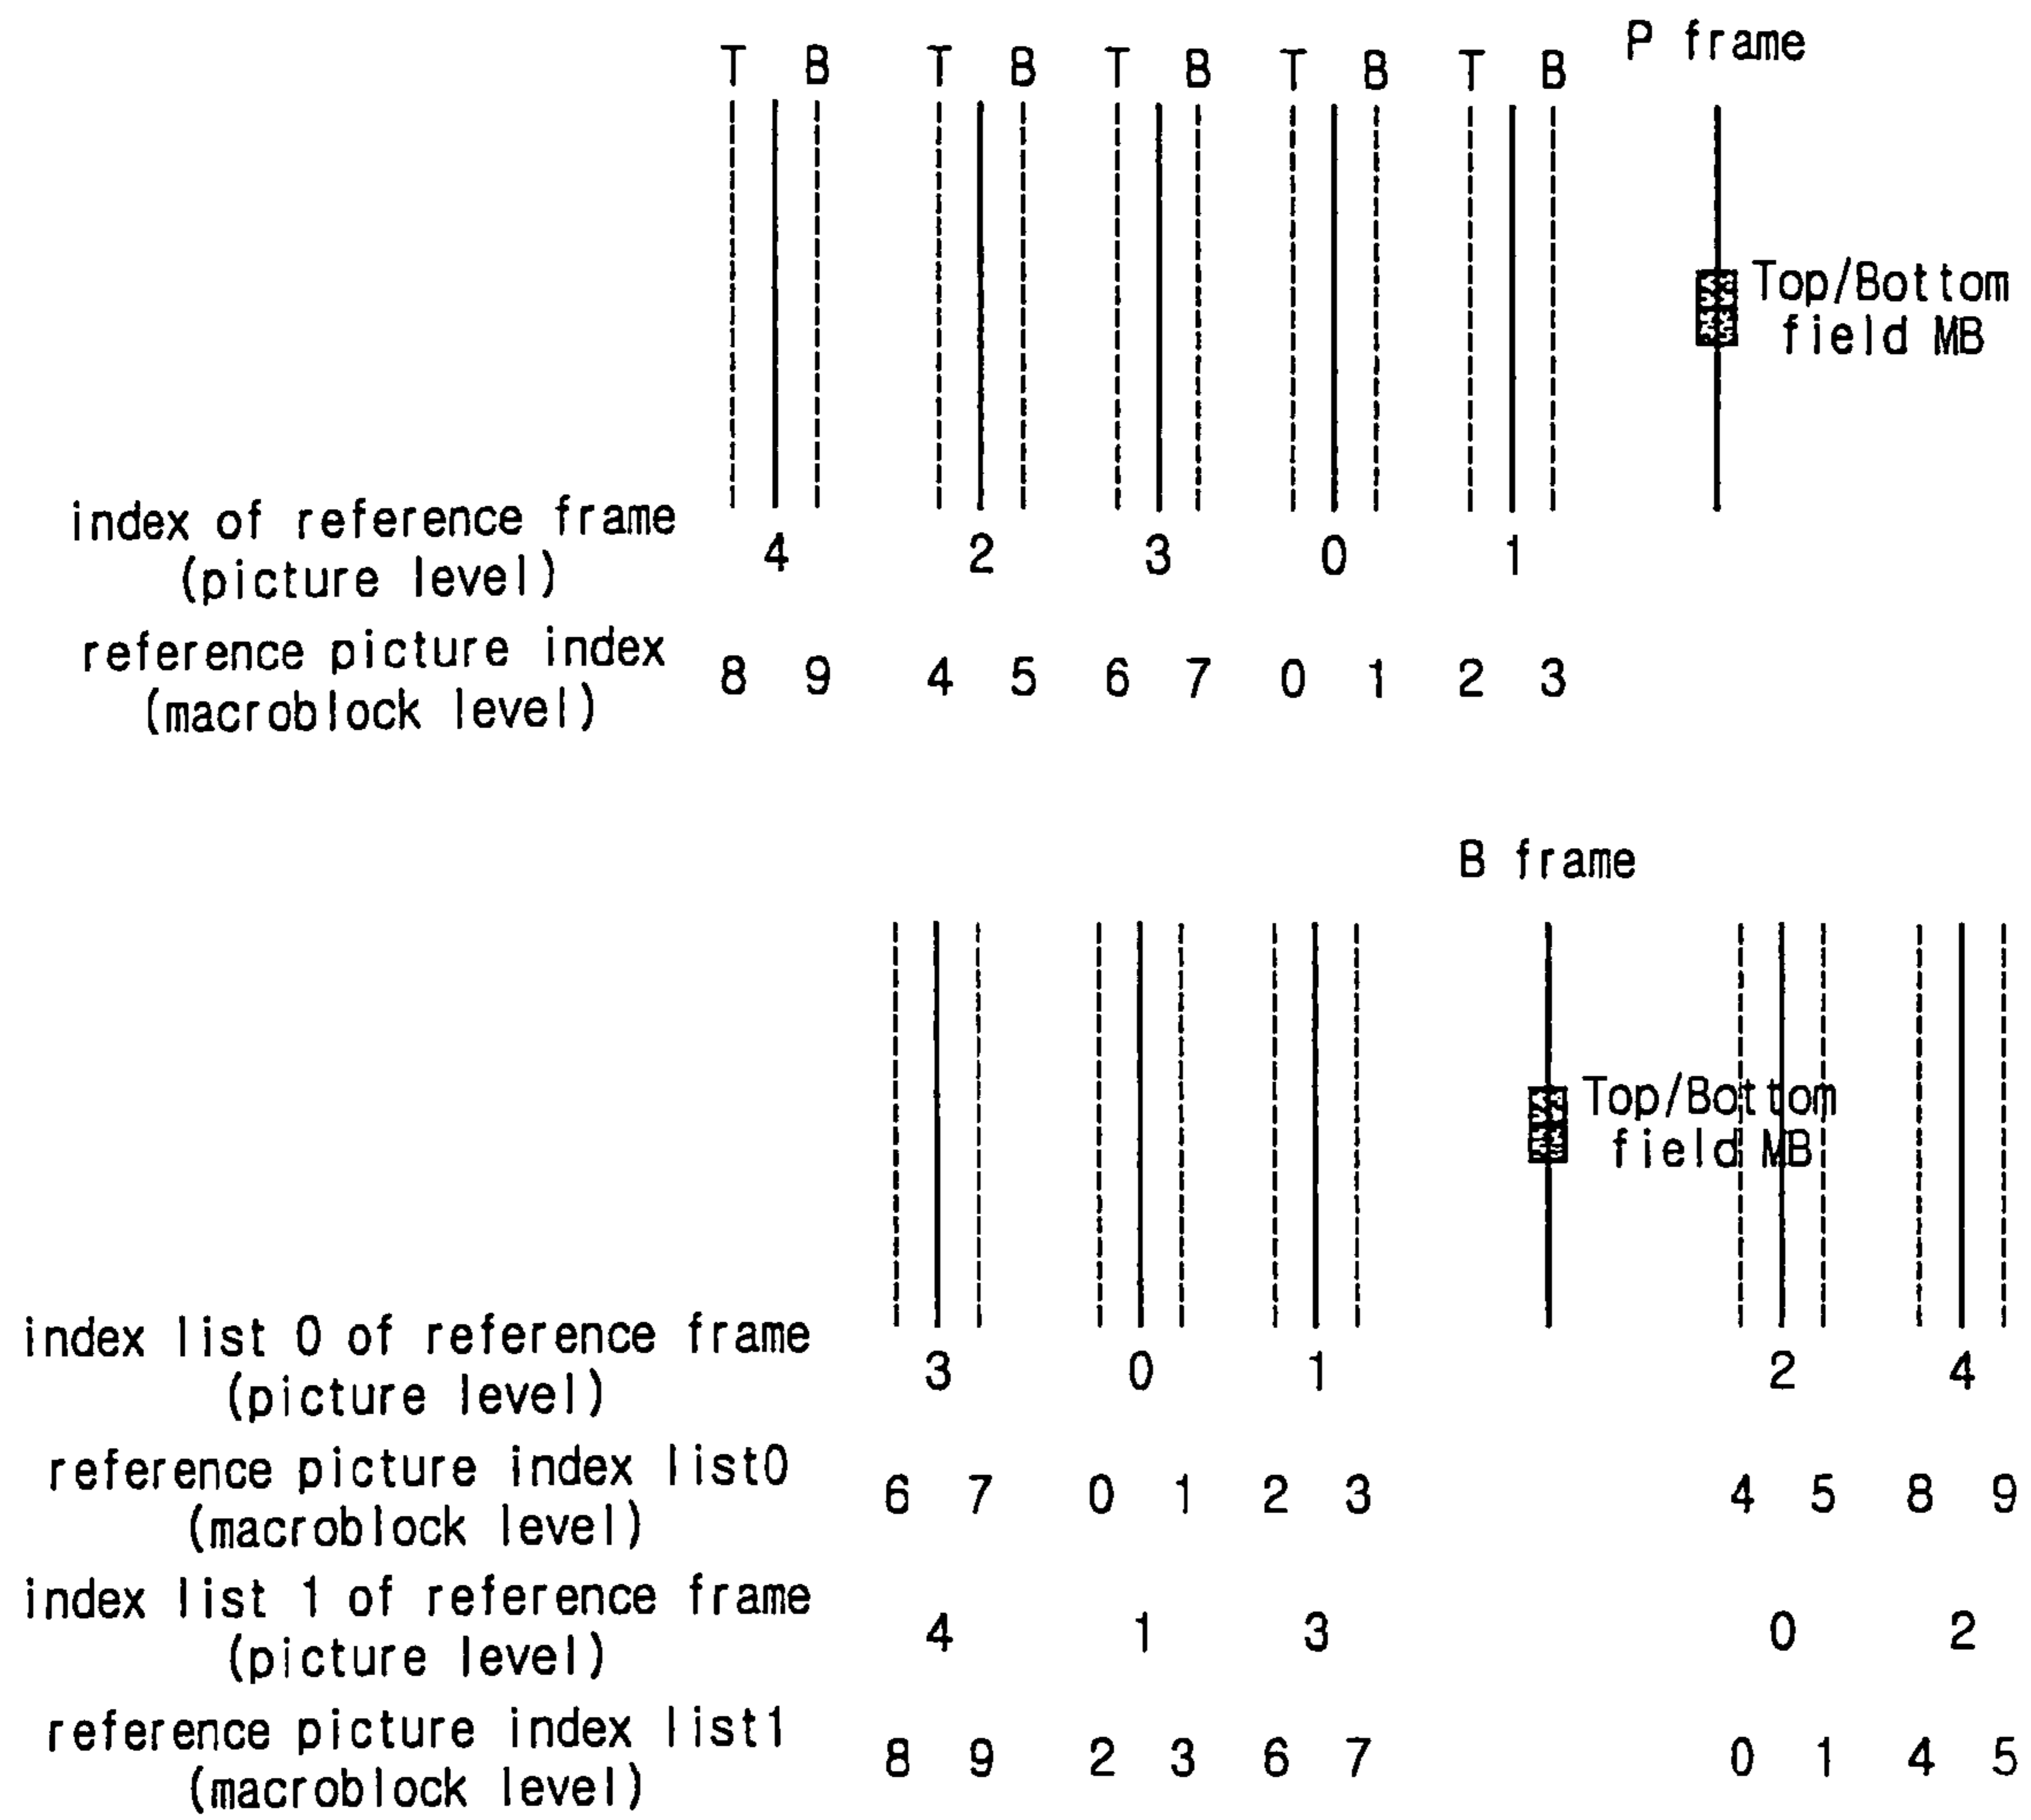 P frame
T B T B T B T B T B
Top/Bottom
field MB
index of reference frame
(picture level)
4 2 3 0 1
reference picture index
(macroblock level)
8 9 4 5 6 7 0 1 2 3
B frame
Top/Bottom
field MB
index list 0 of reference frame
(picture level)
3 0 1 2 4
reference picture index list0
(macroblock level)
6 7 0 1 2 3 4 5 8 9
index list 1 of reference frame
(picture level)
4 1 3 0 2
reference picture index list1
(macroblock level)
8 9 2 3 6 7 0 1 4 5